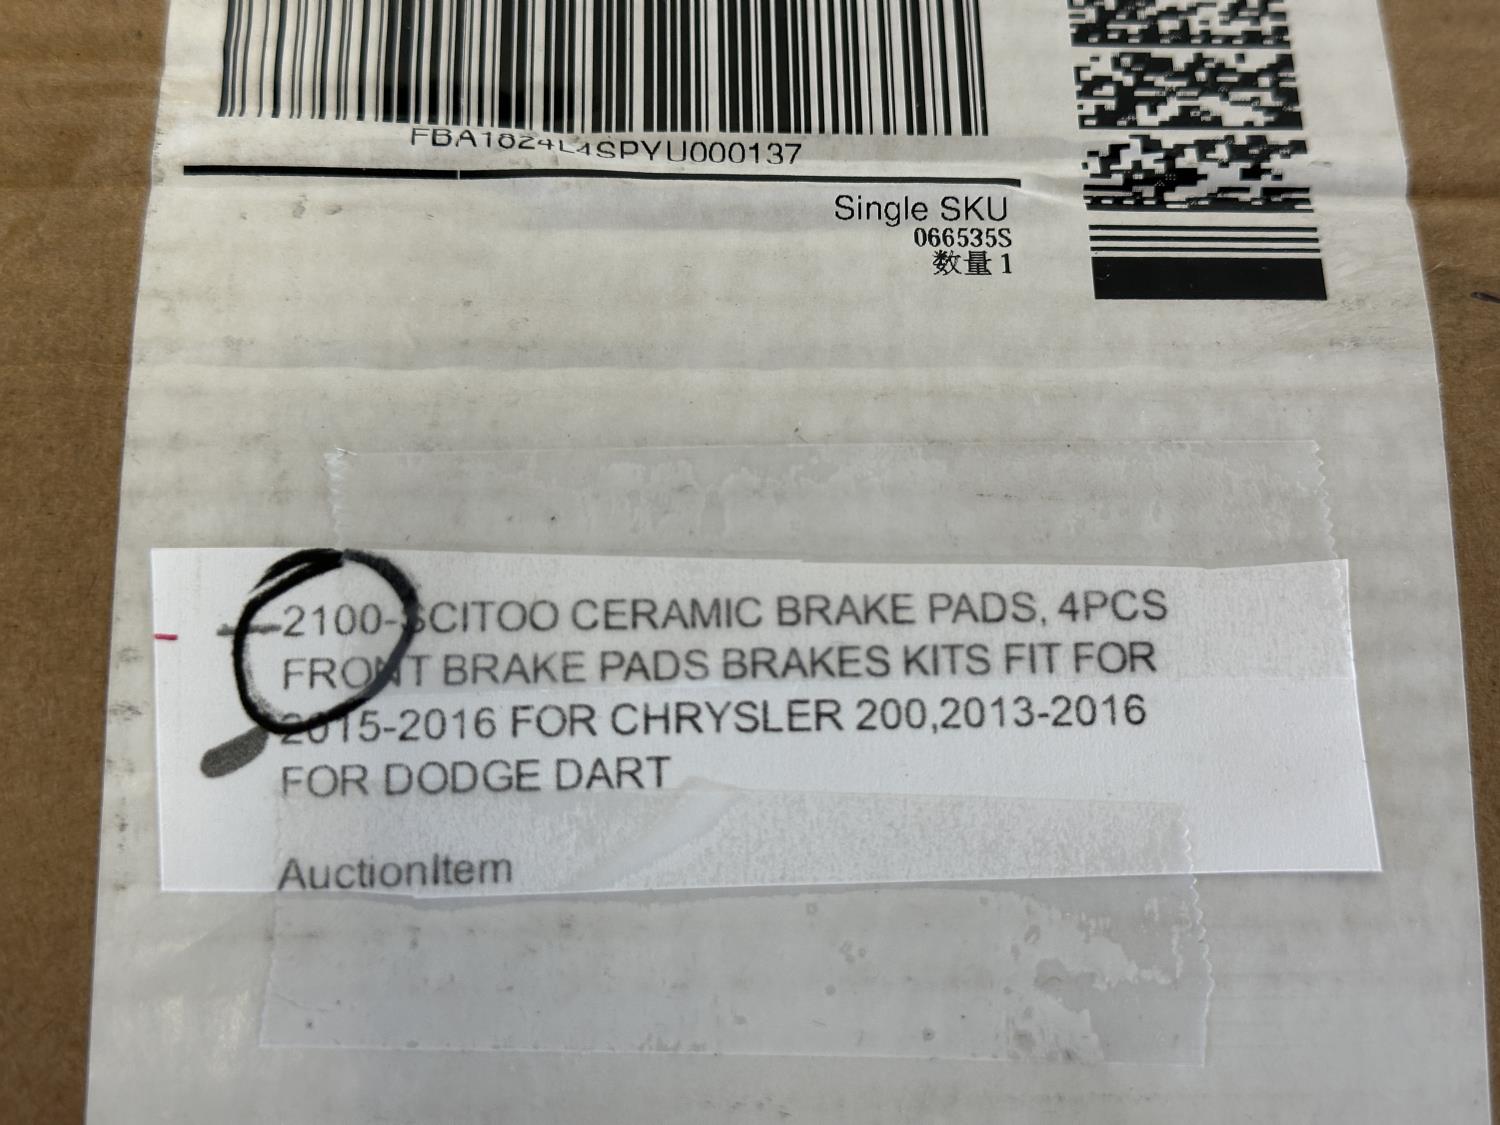 FBA1824L4SPYU000137
Single SKU
066535S
数量 1
2100-SCITOO CERAMIC BRAKE PADS, 4PCS
FRONT BRAKE PADS BRAKES KITS FIT FOR
2015-2016 FOR CHRYSLER 200,2013-2016
FOR DODGE DART
AuctionItem